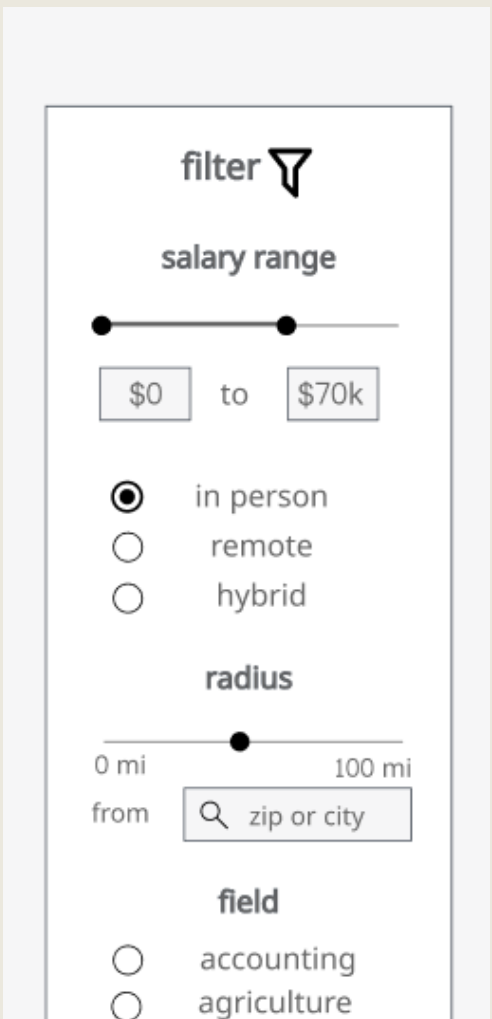 filter
salary range
$0 to $70k
in person
remote
hybrid
radius
0 mi 100 mi
from zip or city
field
accounting
agriculture